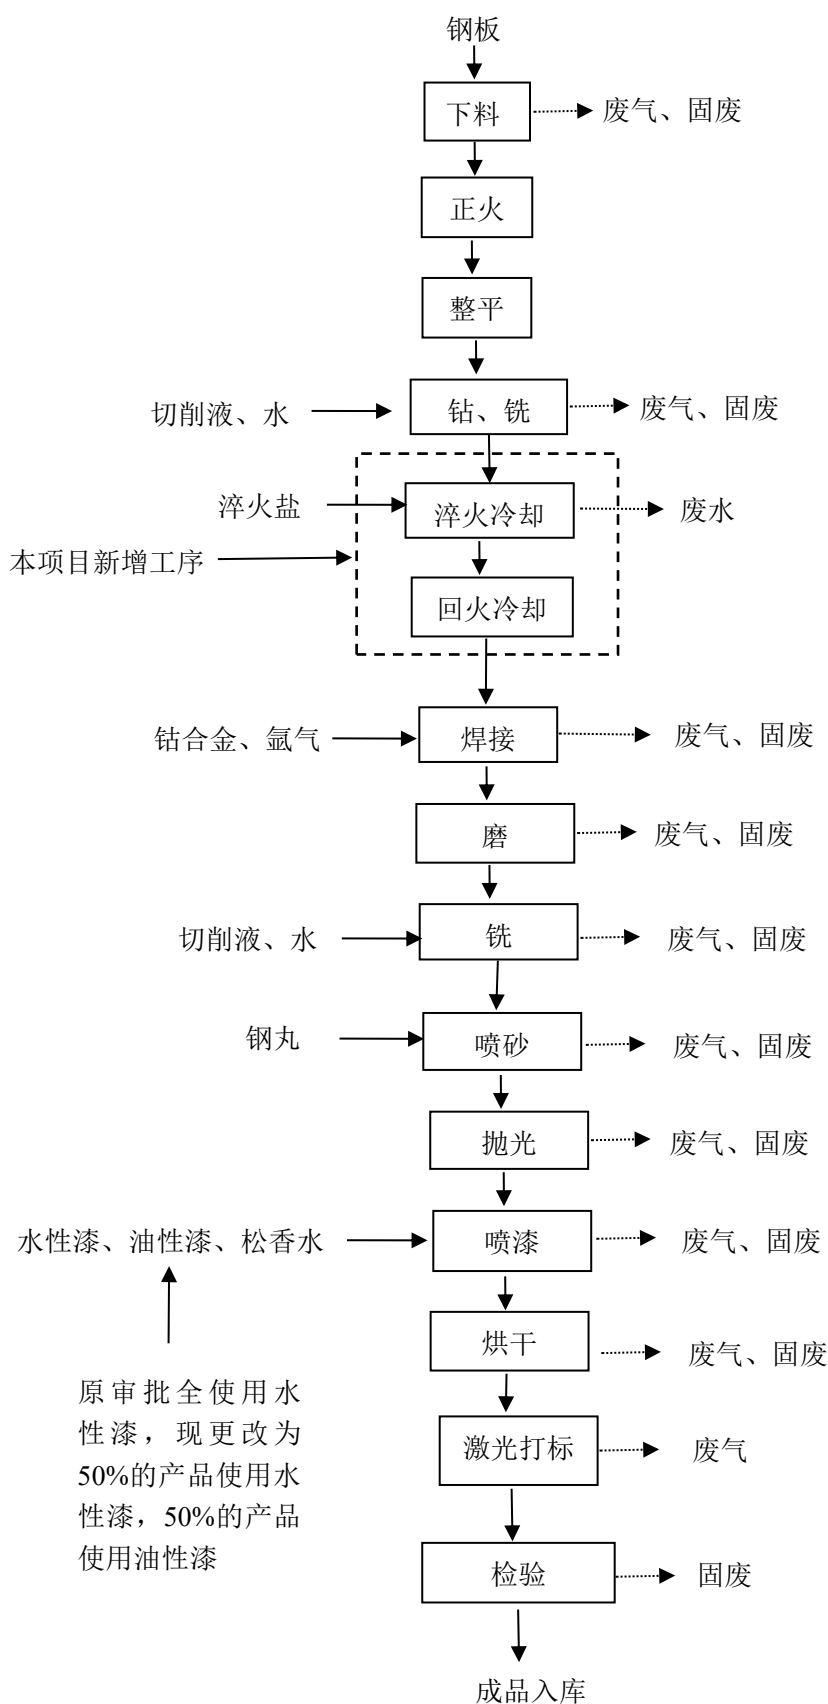 钢板
下料
废气、固废
正火
整平
切削液、水
钻、铣
废气、固废
淬火盐
淬火冷却
废水
本项目新增工序
回火冷却
钴合金、氩气
焊接
废气、固废
磨
废气、固废
切削液、水
铣
废气、固废
钢丸
喷砂
废气、固废
抛光
废气、固废
水性漆、油性漆、松香水
喷漆
废气、固废
烘干
废气、固废
原审批全使用水
性漆，现更改为
50%的产品使用水
性漆，50%的产品
使用油性漆
激光打标
废气
检验
固废
成品入库